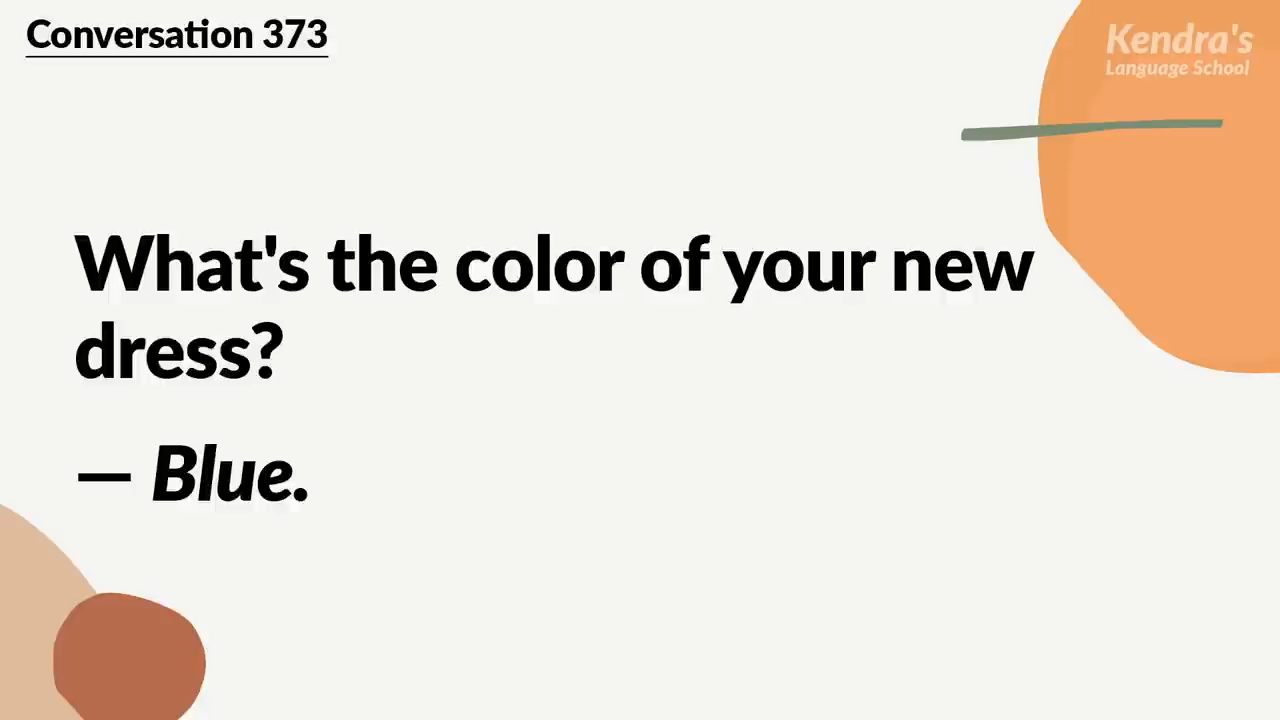 Conversation 373
Kendra's
Language School
What's the color of your new
dress?
— Blue.